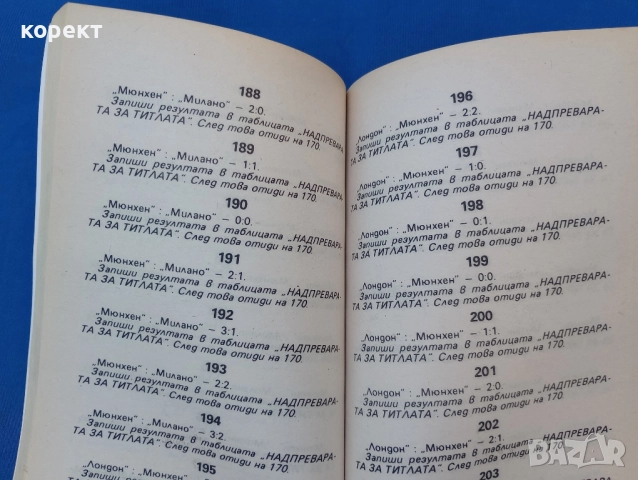 корект
188
„Мюнхен" : „Милано" – 2:0.
Запиши резултата в таблицата „НАДПРЕВАРА-
ТА ЗА ТИТЛАТА". След това отиди на 170.
189
„Мюнхен" : „Милано" – 1:1.
Запиши резултата в таблицата „НАДПРЕВАРА-
ТА ЗА ТИТЛАТА". След това отиди на 170.
190
„Мюнхен" : „Милано" – 0:0.
Запиши резултата в таблицата „НАДПРЕВАРА-
ТА ЗА ТИТЛАТА". След това отиди на 170.
191
„Мюнхен" : „Милано" – 2:1.
Запиши резултата в таблицата „НАДПРЕВАРА-
ТА ЗА ТИТЛАТА". След това отиди на 170.
192
„Мюнхен" : „Милано" – 3:1.
Запиши резултата в таблицата „НАДПРЕВАРА-
ТА ЗА ТИТЛАТА". След това отиди на 170.
193
„Мюнхен" : „Милано" – 2:2.
Запиши резултата в таблицата „НАДПРЕВАРА-
ТА ЗА ТИТЛАТА". След това отиди на 170.
194
„Мюнхен" : „Милано" – 3:2.
Запиши резултата в таблицата „НАДПРЕВАРА-
ТА ЗА ТИТЛАТА". След това отиди на 170.
195
196
„Лондон" : „Мюнхен" – 2:2.
Запиши резултата в таблицата „НАДПРЕВАРА-
ТА ЗА ТИТЛАТА". След това отиди на 170.
197
„Лондон" : „Мюнхен" – 1:0.
Запиши резултата в таблицата „НАДПРЕВАРА-
ТА ЗА ТИТЛАТА". След това отиди на 170.
198
„Лондон" : „Мюнхен" – 0:1.
Запиши резултата в таблицата „НАДПРЕВАРА-
ТА ЗА ТИТЛАТА". След това отиди на 170.
199
„Лондон" : „Мюнхен" – 0:0.
Запиши резултата в таблицата „НАДПРЕВАРА-
ТА ЗА ТИТЛАТА". След това отиди на 170.
200
„Лондон" : „Мюнхен" – 1:1.
Запиши резултата в таблицата „НАДПРЕВАРА-
ТА ЗА ТИТЛАТА". След това отиди на 170.
201
„Лондон" : „Мюнхен" – 2:0.
Запиши резултата в таблицата „НАДПРЕВАРА-
ТА ЗА ТИТЛАТА". След това отиди на 170.
202
„Лондон" : „Мюнхен" – 2:1.
Запиши резултата в таблицата
ТА ЗА ТИТЛАТА". След това отиди на
203
BAZAR